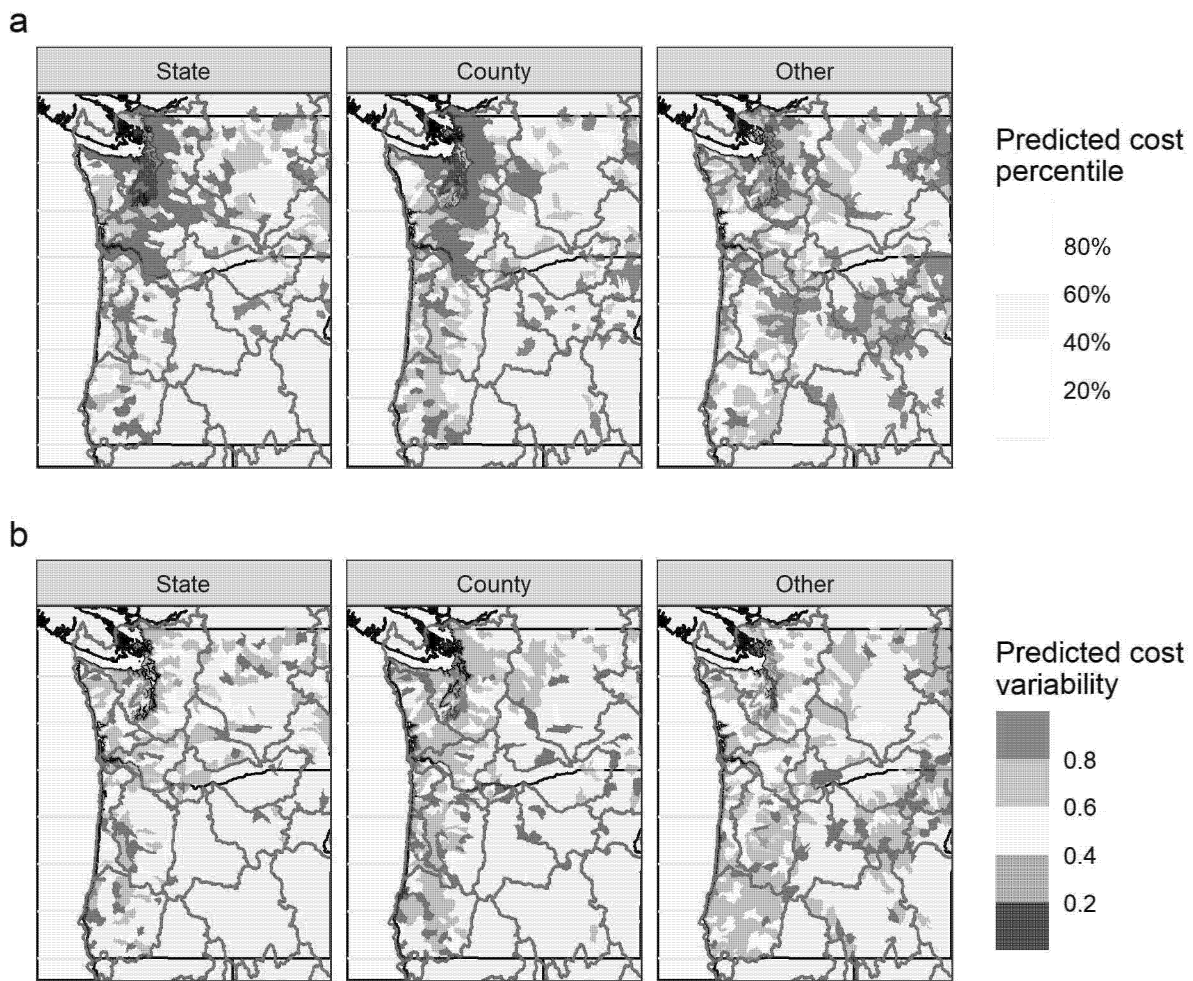 a
State
County
Other
Predicted cost
percentile
80%
60%
40%
20%
b
State
County
Other
Predicted cost
variability
0.8
0.6
0.4
0.2